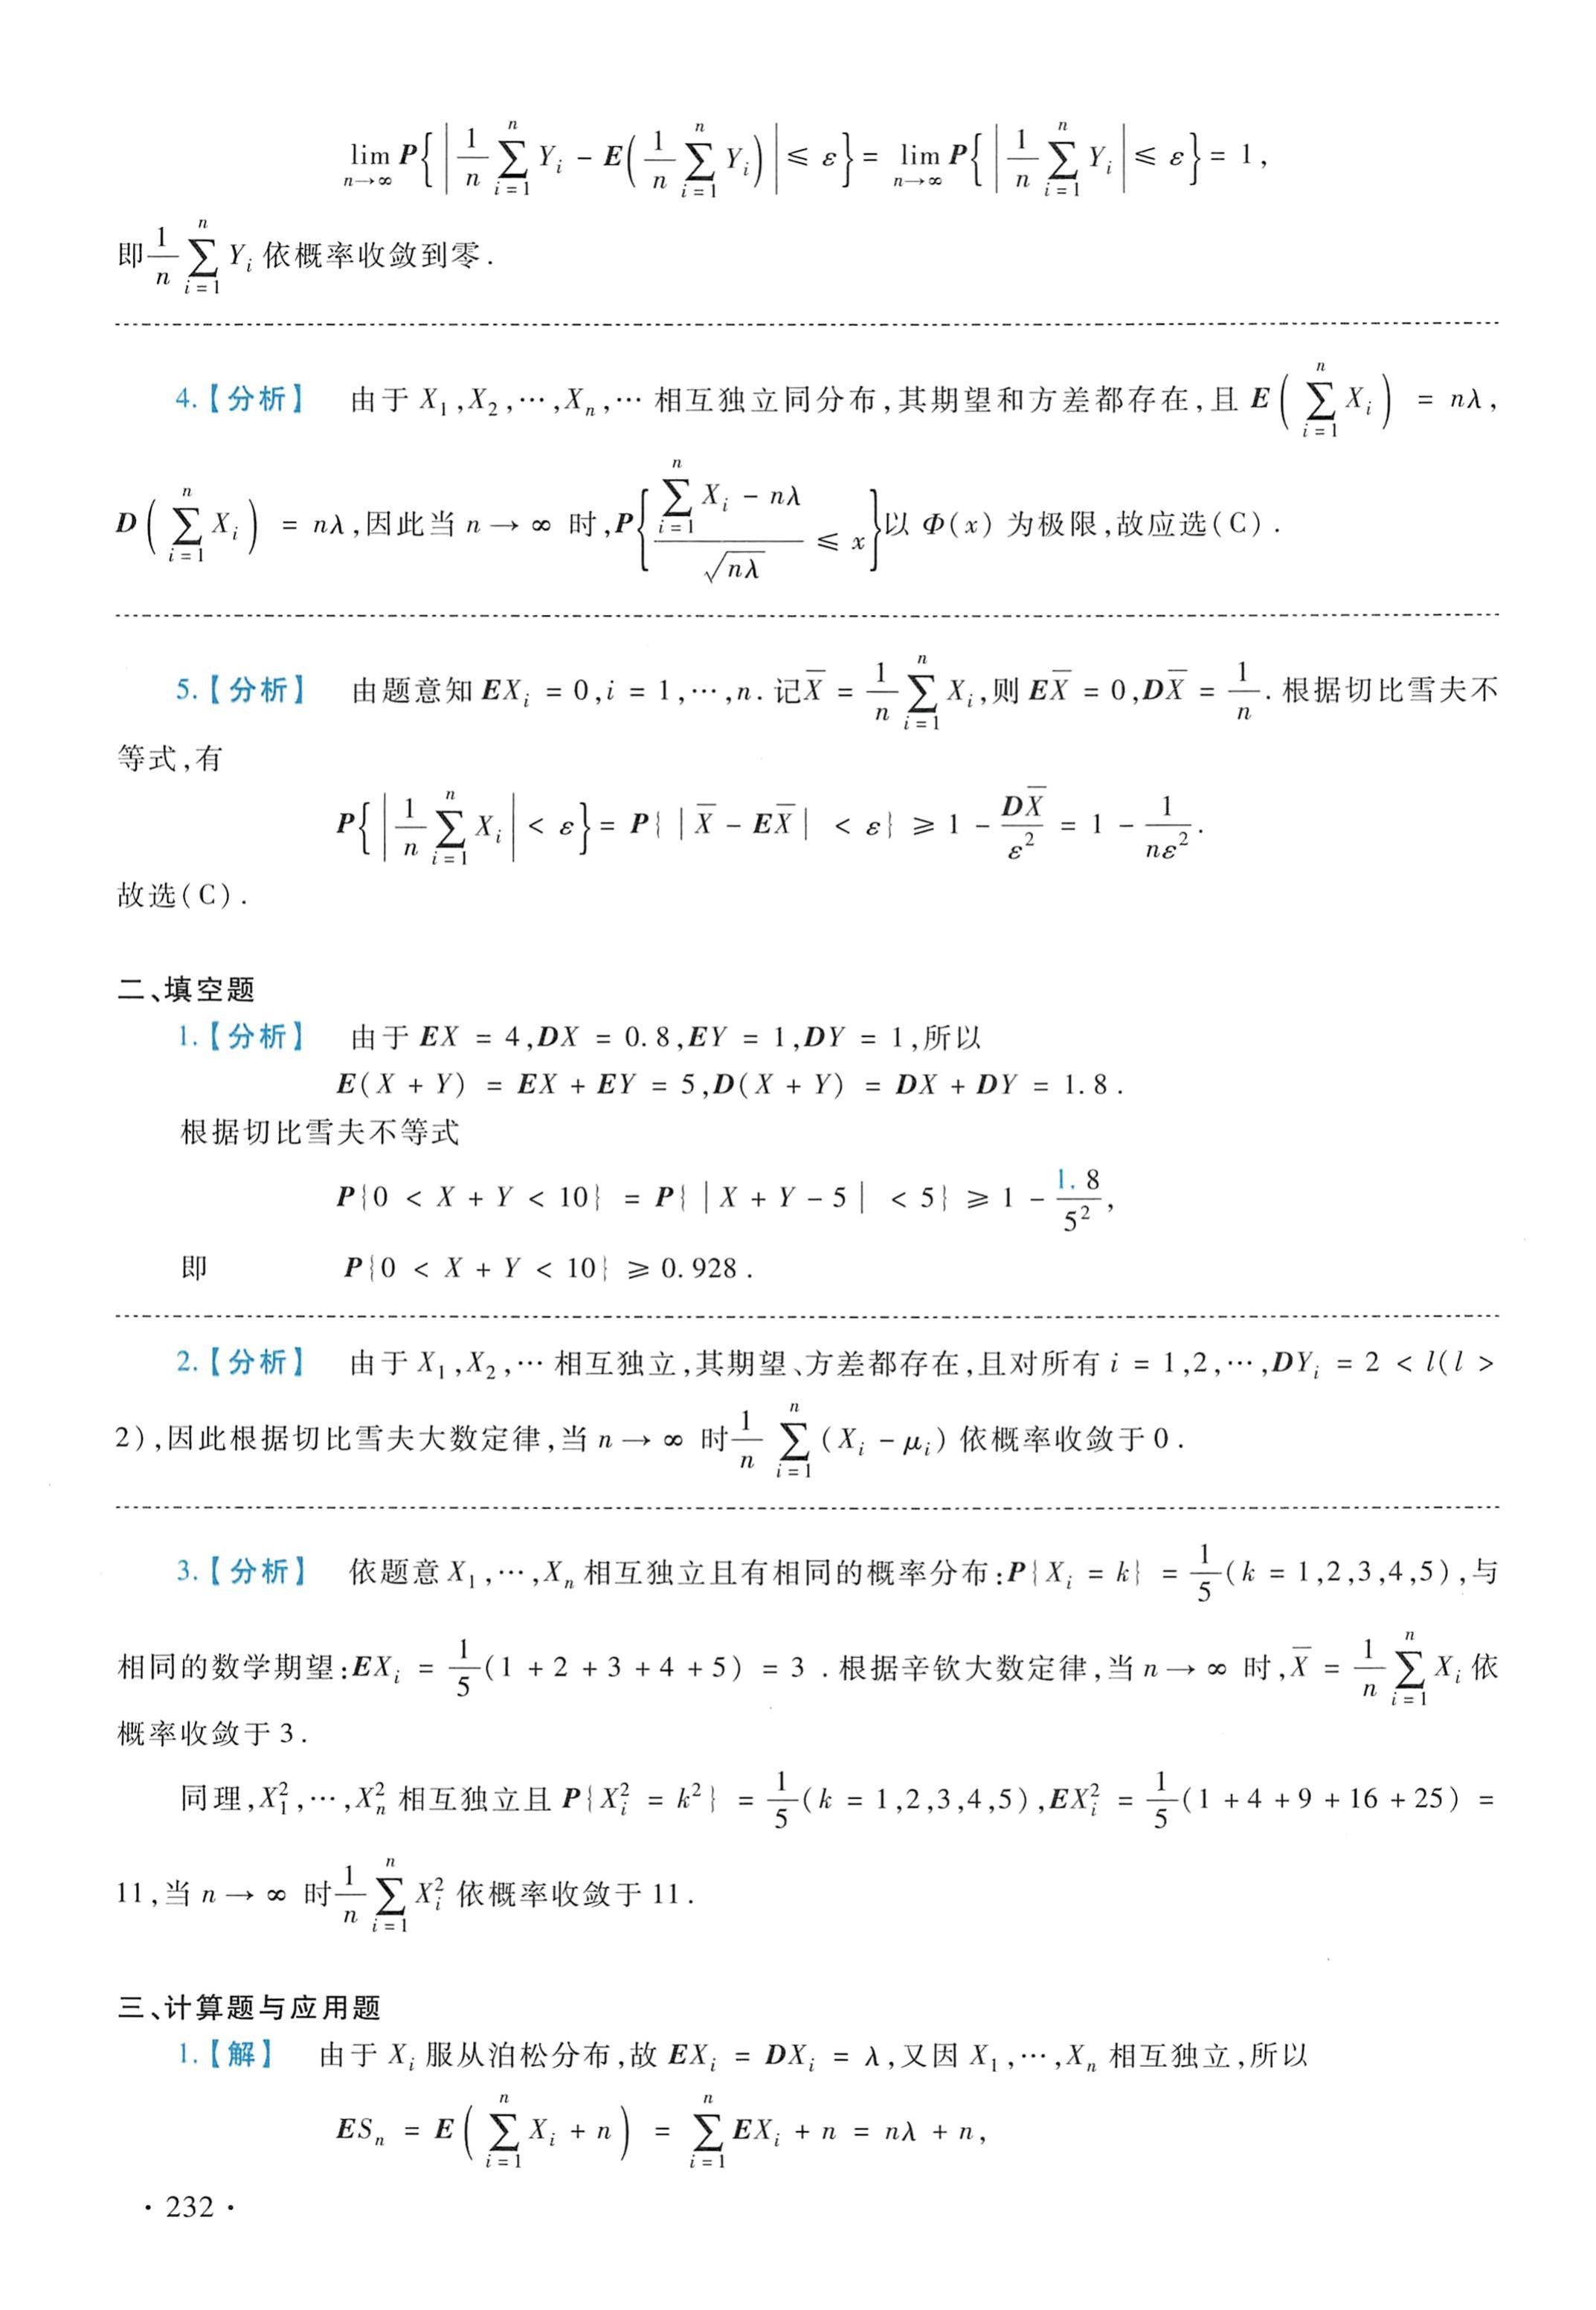 $\lim_{n\to\infty} P\left\{\left|\frac{1}{n}\sum_{i=1}^{n} Y_i - E\left(\frac{1}{n}\sum_{i=1}^{n} Y_i\right)\right| \leqslant \varepsilon\right\} = \lim_{n\to\infty} P\left\{\left|\frac{1}{n}\sum_{i=1}^{n} Y_i\right| \leqslant \varepsilon\right\} = 1,$
即$\frac{1}{n}\sum_{i=1}^{n} Y_i$依概率收敛到零.
4.【分析】 由于 $X_1,X_2,\cdots,X_n,\cdots$ 相互独立同分布,其期望和方差都存在,且 $E\left(\sum_{i=1}^{n} X_i\right) = n\lambda,$
$D\left(\sum_{i=1}^{n} X_i\right) = n\lambda$,因此当 $n \to \infty$ 时,$P\left\{\frac{\sum_{i=1}^{n} X_i - n\lambda}{\sqrt{n\lambda}} \leqslant x\right\}$以 $\Phi(x)$ 为极限,故应选(C).
5.【分析】 由题意知 $EX_i = 0,i = 1,\cdots,n.$ 记$\overline{X} = \frac{1}{n}\sum_{i=1}^{n} X_i$,则 $E\overline{X} = 0,D\overline{X} = \frac{1}{n}.$ 根据切比雪夫不
等式,有
$P\left\{\left|\frac{1}{n}\sum_{i=1}^{n} X_i\right| < \varepsilon\right\} = P\{|\overline{X} - E\overline{X}| < \varepsilon\} \geqslant 1 - \frac{D\overline{X}}{\varepsilon^2} = 1 - \frac{1}{n\varepsilon^2}.$
故选(C).
二、填空题
1.【分析】 由于 $EX = 4,DX = 0.8,EY = 1,DY = 1$,所以
$E(X + Y) = EX + EY = 5,D(X + Y) = DX + DY = 1.8.$
根据切比雪夫不等式
$P\{0 < X + Y < 10\} = P\{|X + Y - 5| < 5\} \geqslant 1 - \frac{1.8}{5^2},$
即 $P\{0 < X + Y < 10\} \geqslant 0.928.$
2.【分析】 由于 $X_1,X_2,\cdots$ 相互独立,其期望、方差都存在,且对所有 $i = 1,2,\cdots,DY_i = 2 < l(l >$
$2)$,因此根据切比雪夫大数定律,当 $n \to \infty$ 时$\frac{1}{n}\sum_{i=1}^{n}(X_i - \mu_i)$ 依概率收敛于 0.
3.【分析】 依题意 $X_1,\cdots,X_n$ 相互独立且有相同的概率分布:$P\{X_i = k\} = \frac{1}{5}(k = 1,2,3,4,5)$,与
相同的数学期望:$EX_i = \frac{1}{5}(1 + 2 + 3 + 4 + 5) = 3$.根据辛钦大数定律,当 $n \to \infty$ 时,$\overline{X} = \frac{1}{n}\sum_{i=1}^{n} X_i$ 依
概率收敛于 3.
同理,$X_1^2,\cdots,X_n^2$ 相互独立且 $P\{X_i^2 = k^2\} = \frac{1}{5}(k = 1,2,3,4,5),EX_i^2 = \frac{1}{5}(1 + 4 + 9 + 16 + 25) =$
11,当 $n \to \infty$ 时$\frac{1}{n}\sum_{i=1}^{n} X_i^2$ 依概率收敛于 11.
三、计算题与应用题
1.【解】 由于 $X_i$ 服从泊松分布,故 $EX_i = DX_i = \lambda$,又因 $X_1,\cdots,X_n$ 相互独立,所以
$ES_n = E\left(\sum_{i=1}^{n} X_i + n\right) = \sum_{i=1}^{n} EX_i + n = n\lambda + n,$
· 232 ·